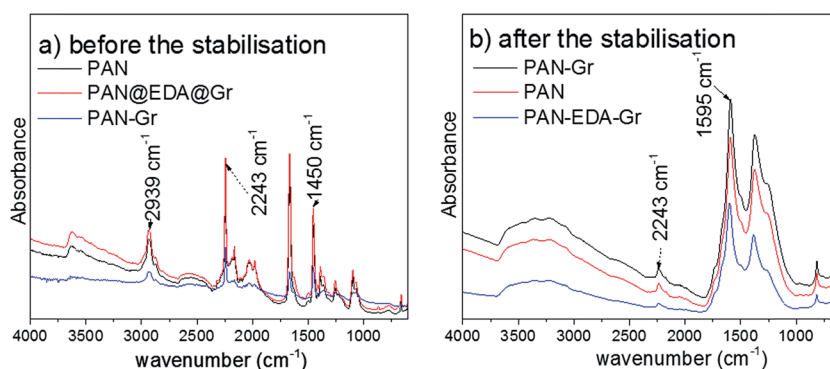 a) before the stabilisation
PAN
PAN@EDA@Gr
PAN-Gr
2939 cm⁻¹
2243 cm⁻¹
1450 cm⁻¹
Absorbance
4000 3500 3000 2500 2000 1500 1000
wavenumber (cm⁻¹)
b) after the stabilisation
PAN-Gr
PAN
PAN-EDA-Gr
2243 cm⁻¹
1595 cm⁻¹
Absorbance
4000 3500 3000 2500 2000 1500 1000
wavenumber (cm⁻¹)